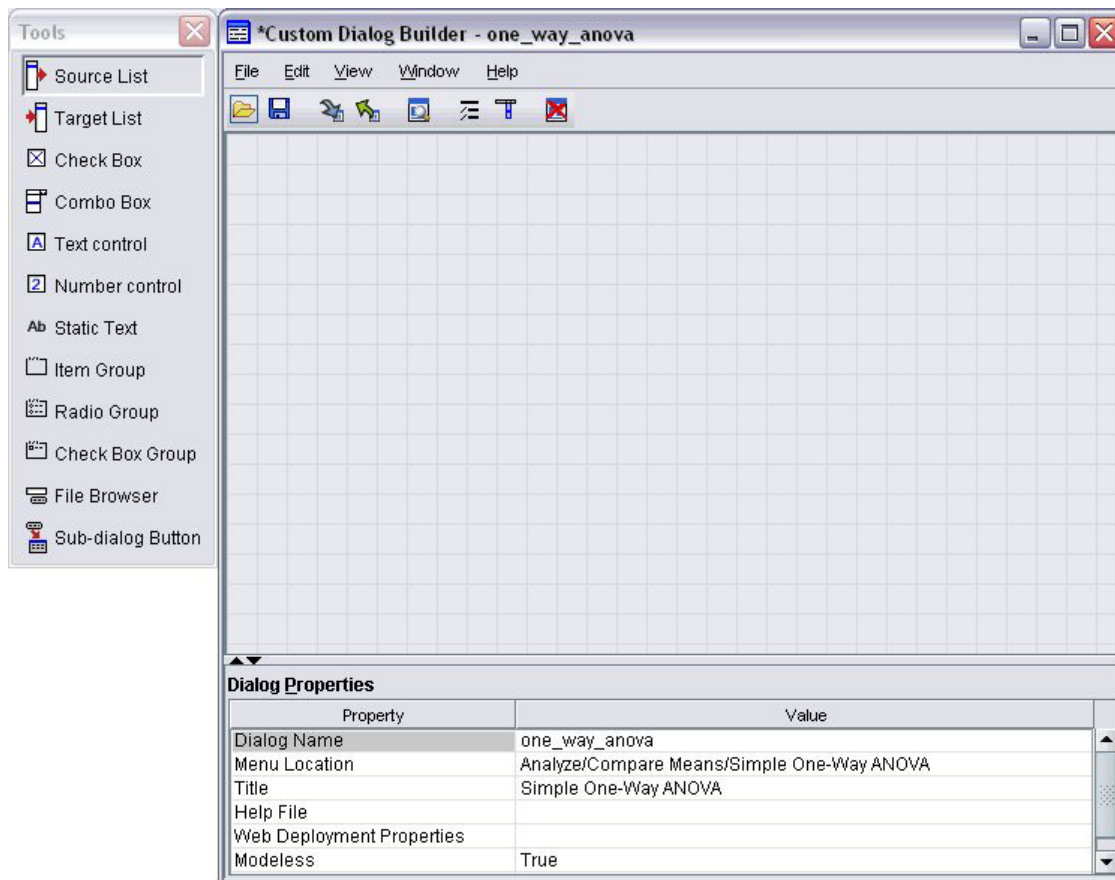 Tools
Source List
Target List
Check Box
Combo Box
A Text control
2 Number control
Ab Static Text
Item Group
Radio Group
Check Box Group
File Browser
Sub-dialog Button
*Custom Dialog Builder - one_way_anova
File Edit View Window Help
Dialog Properties
Property Value
Dialog Name one_way_anova
Menu Location Analyze/Compare Means/Simple One-Way ANOVA
Title Simple One-Way ANOVA
Help File
Web Deployment Properties
Modeless True